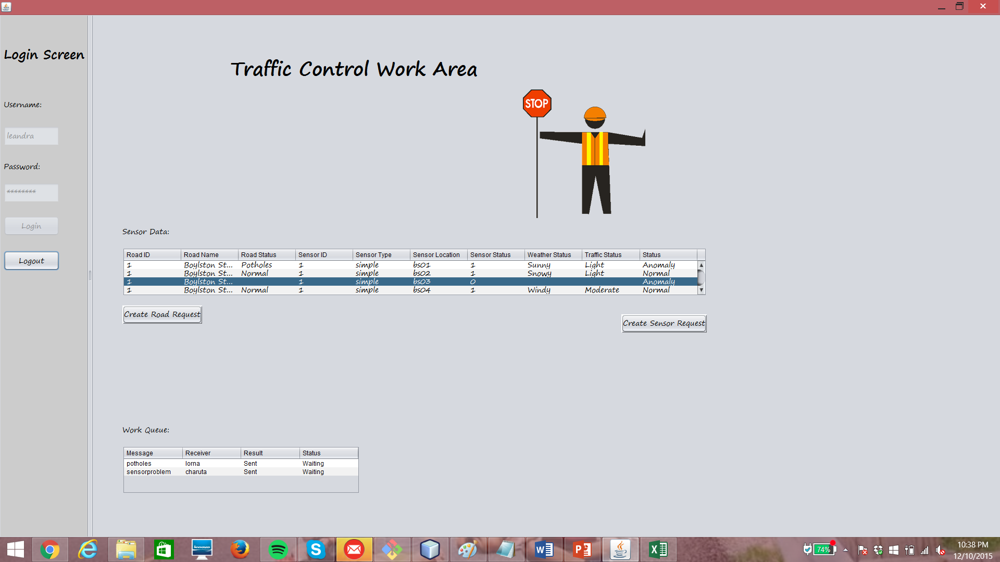 Login Screen
Traffic Control Work Area
STOP
Username:
leandra
Password:
********
Login
Logout
Sensor Data:
Road ID Road Name Road Status Sensor ID Sensor Type Sensor Location Sensor Status Weather Status Traffic Status Status
1 Boylston St... Potholes 1 simple bs01 1 Sunny Light Anomaly
1 Boylston St... Normal 1 simple bs02 1 Snowy Light Normal
1 Boylston St... 1 simple bs03 0 Anomaly
1 Boylston St... Normal 1 simple bs04 1 Windy Moderate Normal
Create Road Request
Create Sensor Request
Work Queue:
Message Receiver Result Status
potholes lorna Sent Waiting
sensorproblem charuta Sent Waiting
74%
10:38 PM
12/10/2015